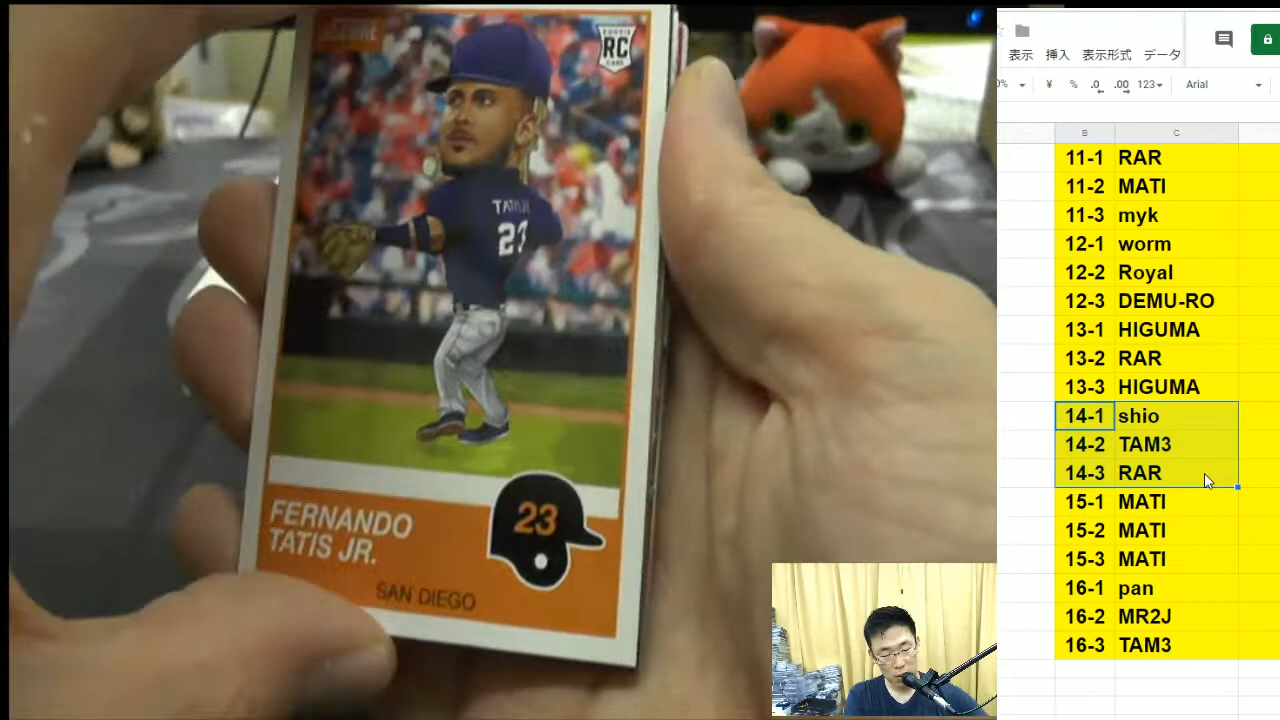 SCORE
ROOKIE
RC
CARD
TATIS
23
23
FERNANDO
TATIS JR.
SAN DIEGO
表示 挿入 表示形式 データ
0% ¥ % .0 .00 123 Arial
B C
11-1 RAR
11-2 MATI
11-3 myk
12-1 worm
12-2 Royal
12-3 DEMU-RO
13-1 HIGUMA
13-2 RAR
13-3 HIGUMA
14-1 shio
14-2 TAM3
14-3 RAR
15-1 MATI
15-2 MATI
15-3 MATI
16-1 pan
16-2 MR2J
16-3 TAM3